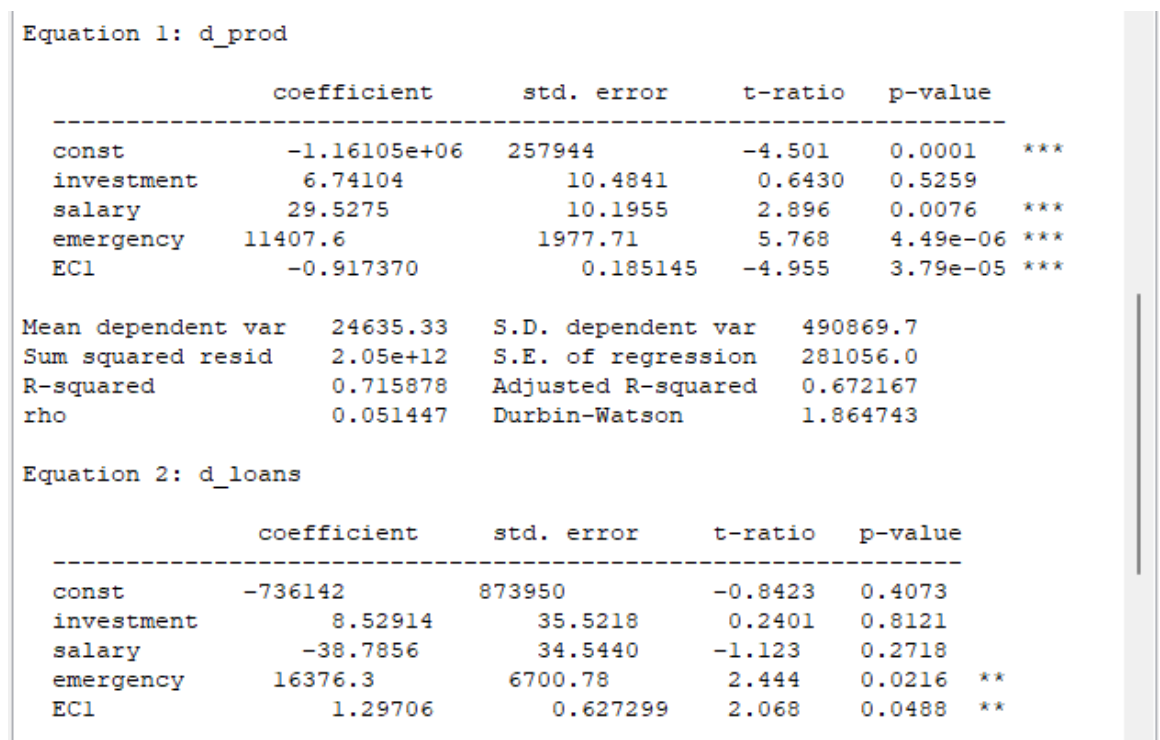 Equation 1: d_prod
coefficient std. error t-ratio p-value
---------------------------------------------------------------
const -1.16105e+06 257944 -4.501 0.0001 ***
investment 6.74104 10.4841 0.6430 0.5259
salary 29.5275 10.1955 2.896 0.0076 ***
emergency 11407.6 1977.71 5.768 4.49e-06 ***
EC1 -0.917370 0.185145 -4.955 3.79e-05 ***
Mean dependent var 24635.33 S.D. dependent var 490869.7
Sum squared resid 2.05e+12 S.E. of regression 281056.0
R-squared 0.715878 Adjusted R-squared 0.672167
rho 0.051447 Durbin-Watson 1.864743
Equation 2: d_loans
coefficient std. error t-ratio p-value
------------------------------------------------------------
const -736142 873950 -0.8423 0.4073
investment 8.52914 35.5218 0.2401 0.8121
salary -38.7856 34.5440 -1.123 0.2718
emergency 16376.3 6700.78 2.444 0.0216 **
EC1 1.29706 0.627299 2.068 0.0488 **